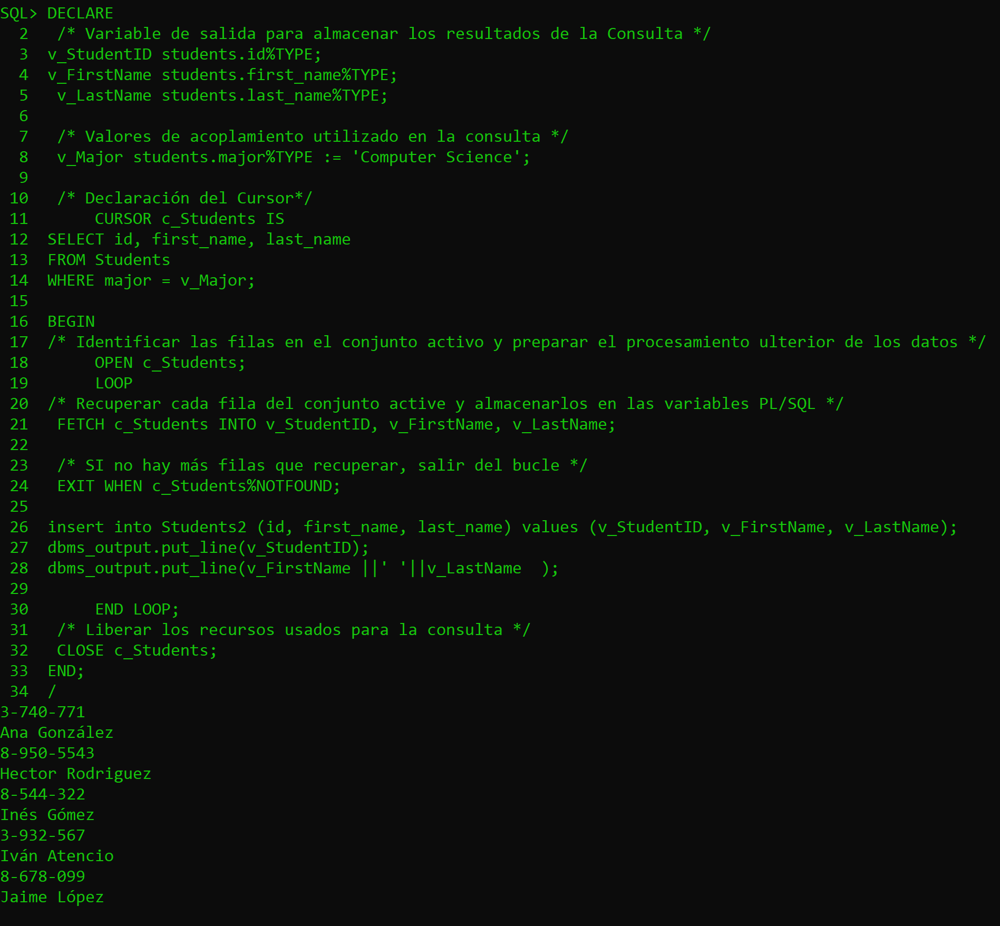 SQL> DECLARE
2 /* Variable de salida para almacenar los resultados de la Consulta */
3 v_StudentID students.id%TYPE;
4 v_FirstName students.first_name%TYPE;
5 v_LastName students.last_name%TYPE;
6
7 /* Valores de acoplamiento utilizado en la consulta */
8 v_Major students.major%TYPE := 'Computer Science';
9
10 /* Declaración del Cursor*/
11 CURSOR c_Students IS
12 SELECT id, first_name, last_name
13 FROM Students
14 WHERE major = v_Major;
15
16 BEGIN
17 /* Identificar las filas en el conjunto activo y preparar el procesamiento ulterior de los datos */
18 OPEN c_Students;
19 LOOP
20 /* Recuperar cada fila del conjunto active y almacenarlos en las variables PL/SQL */
21 FETCH c_Students INTO v_StudentID, v_FirstName, v_LastName;
22
23 /* SI no hay más filas que recuperar, salir del bucle */
24 EXIT WHEN c_Students%NOTFOUND;
25
26 insert into Students2 (id, first_name, last_name) values (v_StudentID, v_FirstName, v_LastName);
27 dbms_output.put_line(v_StudentID);
28 dbms_output.put_line(v_FirstName ||' '||v_LastName  );
29
30 END LOOP;
31 /* Liberar los recursos usados para la consulta */
32 CLOSE c_Students;
33 END;
34 /
3-740-771
Ana González
8-950-5543
Hector Rodriguez
8-544-322
Inés Gómez
3-932-567
Iván Atencio
8-678-099
Jaime López